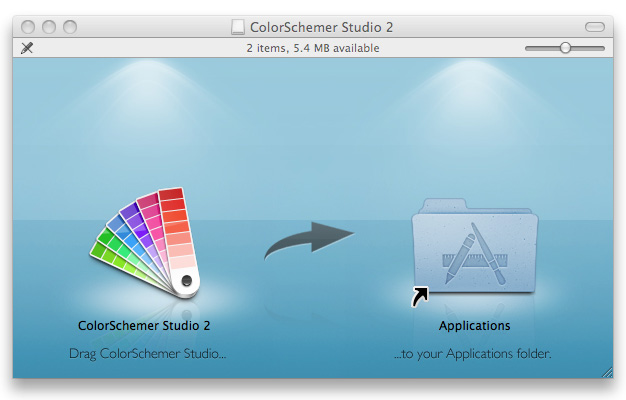 ColorSchemer Studio 2
2 items, 5.4 MB available
ColorSchemer Studio 2
Applications
Drag ColorSchemer Studio...
...to your Applications folder.